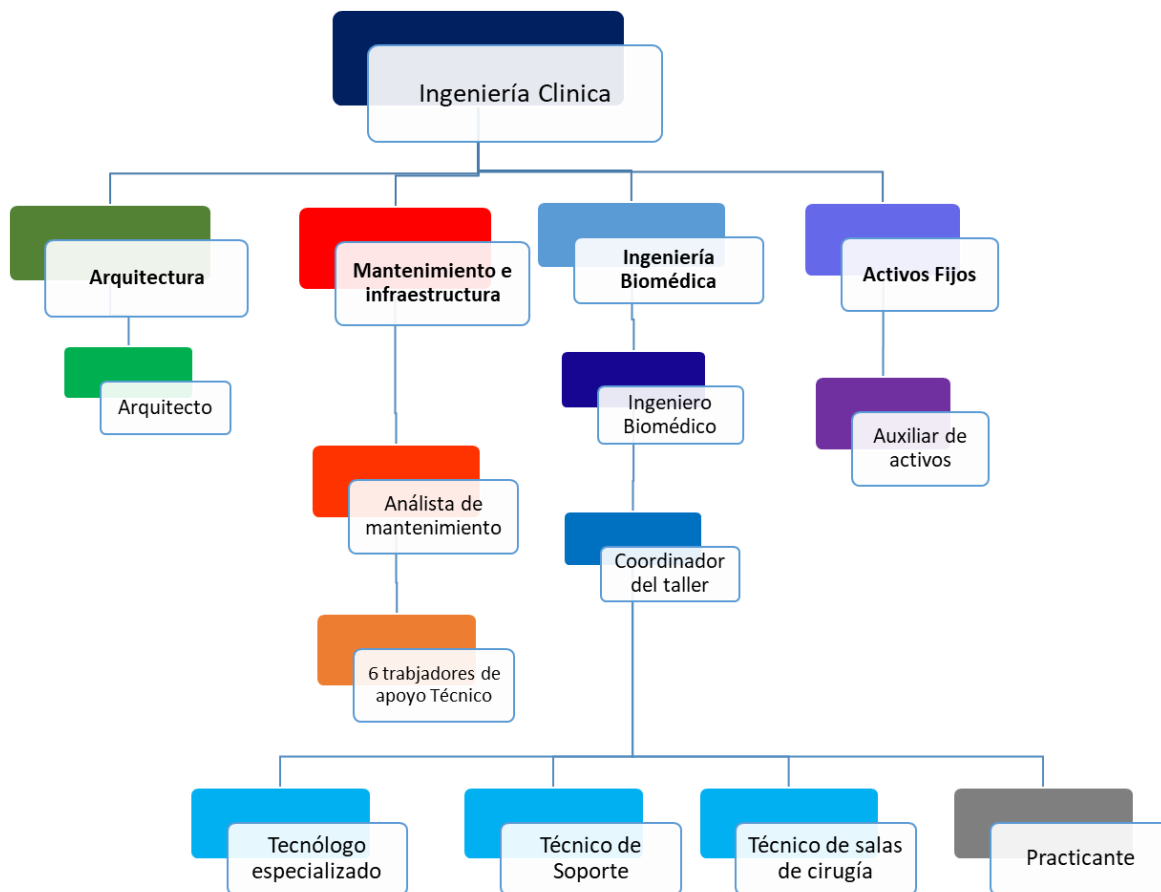 Ingeniería Clinica
Arquitectura
Mantenimiento e
infraestructura
Ingeniería
Biomédica
Activos Fijos
Arquitecto
Ingeniero
Biomédico
Auxiliar de
activos
Análista de
mantenimiento
Coordinador
del taller
6 trabjadores de
apoyo Técnico
Tecnólogo
especializado
Técnico de
Soporte
Técnico de salas
de cirugía
Practicante